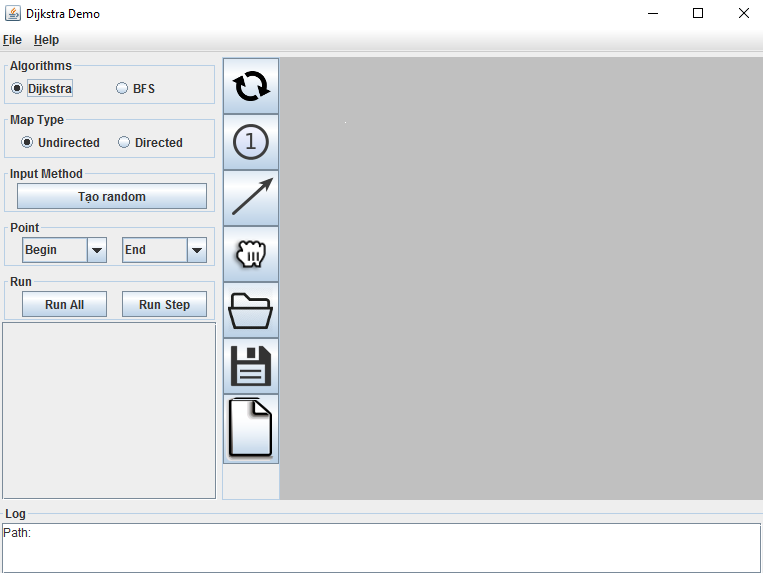 Dijkstra Demo
File Help
Algorithms
Dijkstra BFS
Map Type
Undirected Directed
Input Method
Tạo random
Point
Begin End
Run
Run All Run Step
1
Log
Path: